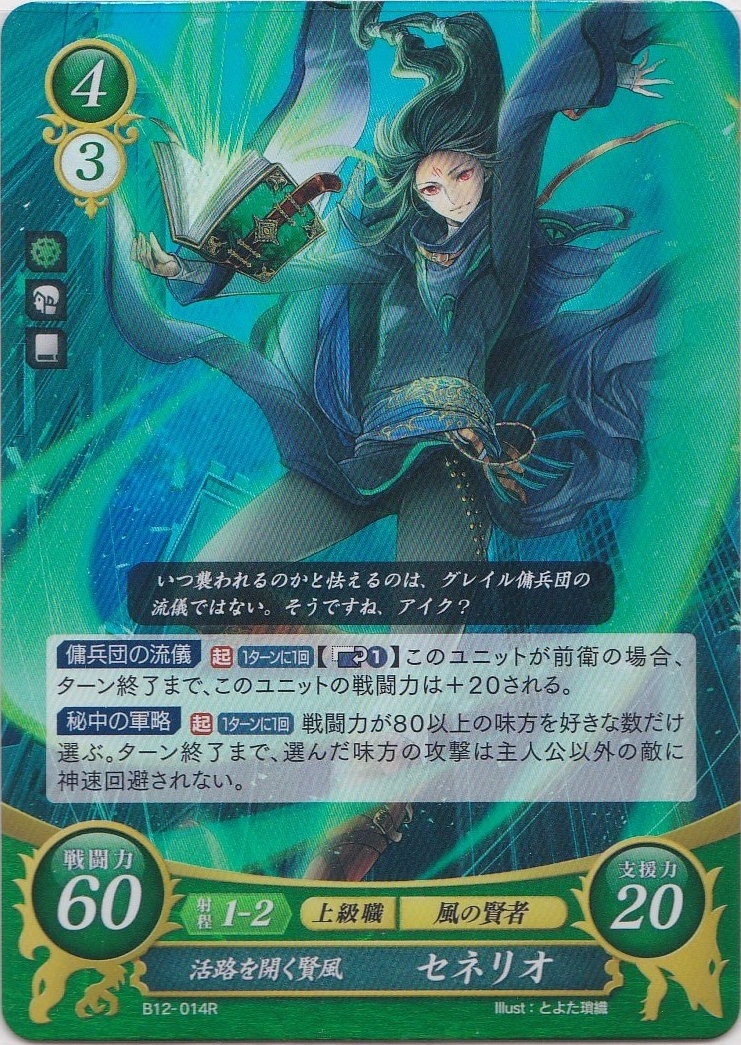 4
3
いつ襲われるのかと怯えるのは、グレイル傭兵団の
流儀ではない。そうですね、アイク?
傭兵団の流儀 起 1ターンに1回【1】このユニットが前衛の場合、
ターン終了まで、このユニットの戦闘力は+20される。
秘中の軍略 起 1ターンに1回 戦闘力が80以上の味方を好きな数だけ
選ぶ。ターン終了まで、選んだ味方の攻撃は主人公以外の敵に
神速回避されない。
戦闘力
60
射程 1-2
上級職 風の賢者
支援力
20
活路を開く賢風 セネリオ
B12-014R Illust:とよた瑣織